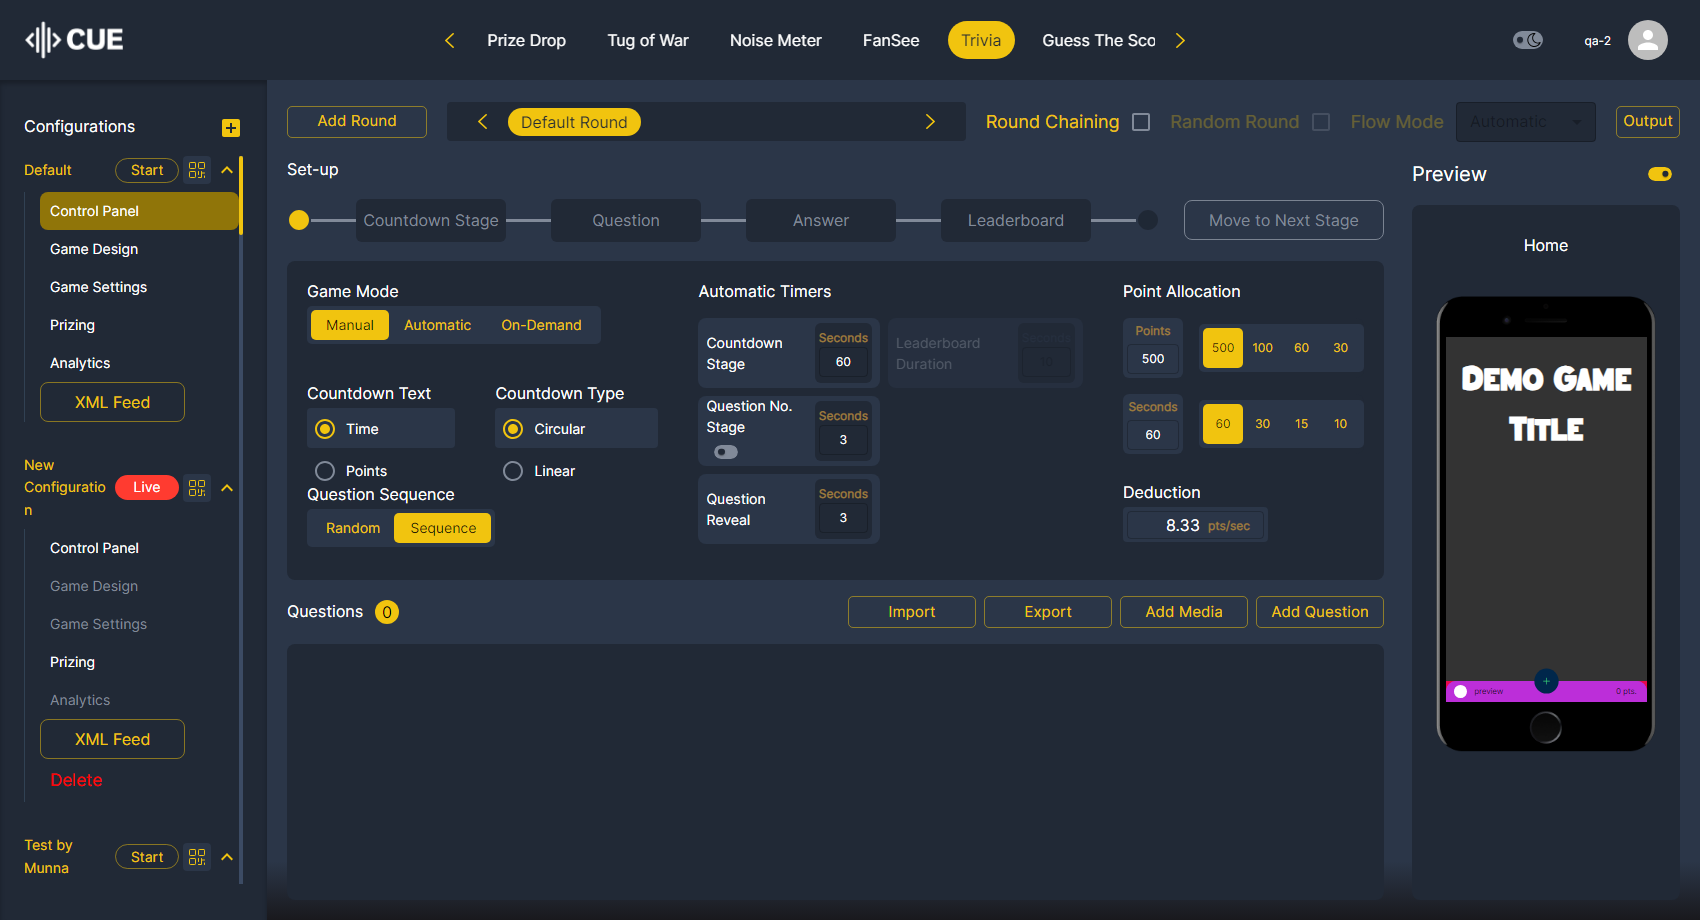 CUE
Prize Drop
Tug of War
Noise Meter
FanSee
Trivia
Guess The Sco
qa-2
Configurations
Default
Start
Control Panel
Game Design
Game Settings
Prizing
Analytics
XML Feed
New
Configuratio
n
Live
Control Panel
Game Design
Game Settings
Prizing
Analytics
XML Feed
Delete
Test by
Munna
Start
Add Round
Default Round
Round Chaining
Random Round
Flow Mode
Automatic
Output
Set-up
Countdown Stage
Question
Answer
Leaderboard
Move to Next Stage
Game Mode
Manual
Automatic
On-Demand
Countdown Text
Time
Points
Countdown Type
Circular
Linear
Question Sequence
Random
Sequence
Automatic Timers
Countdown
Stage
Seconds
60
Leaderboard
Duration
Seconds
10
Question No.
Stage
Seconds
3
Question
Reveal
Seconds
3
Point Allocation
Points
500
500
100
60
30
Seconds
60
60
30
15
10
Deduction
8.33 pts/sec
Questions 0
Import
Export
Add Media
Add Question
Preview
Home
DEMO GAME
TITLE
preview
+
0 pts.